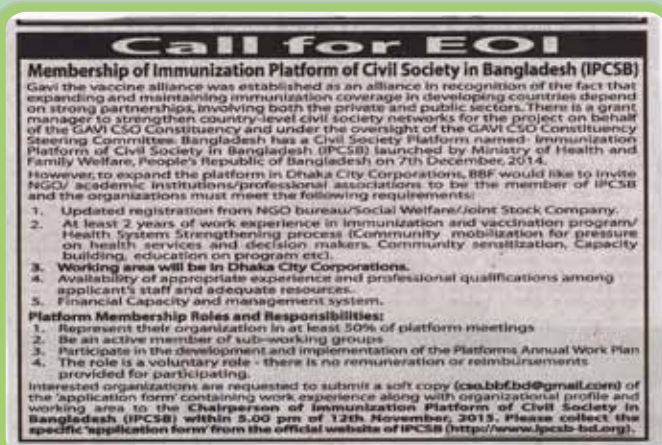 Call for EOI
Membership of Immunization Platform of Civil Society in Bangladesh (IPCSB)
Gavi the vaccine alliance was established as an alliance in recognition of the fact that
expanding and maintaining immunization coverage in developing countries depend
on strong partnerships, involving both the private and public sectors. There is a grant
manager to strengthen country-level civil society networks for the project on behalf
of the GAVI CSO Constituency and under the oversight of the GAVI CSO Constituency
Steering Committee. Bangladesh has a Civil Society Platform named- Immunization
Platform of Civil Society in Bangladesh (IPCSB) launched by Ministry of Health and
Family Welfare, People's Republic of Bangladesh on 7th December, 2014.
However, to expand the platform in Dhaka City Corporations, BBF would like to invite
NGO/ academic institutions/professional associations to be the member of IPCSB
and the organizations must meet the following requirements:
1. Updated registration from NGO bureau/Social Welfare/Joint Stock Company.
2. At least 2 years of work experience in immunization and vaccination program/
Health System Strengthening process (Community mobilization for pressure
on health services and decision makers, Community sensitization, Capacity
building, education on program etc).
3. Working area will be in Dhaka City Corporations.
4. Availability of appropriate experience and professional qualifications among
applicant's staff and adequate resources.
5. Financial Capacity and management system.
Platform Membership Roles and Responsibilities:
1. Represent their organization in at least 50% of platform meetings
2. Be an active member of sub-working groups
3. Participate in the development and implementation of the Platforms Annual Work Plan
4. The role is a voluntary role - there is no remuneration or reimbursements
provided for participating.
Interested organizations are requested to submit a soft copy (cso.bbf.bd@gmail.com) of
the 'application form' containing work experience along with organizational profile and
working area to the Chairperson of Immunization Platform of Civil Society in
Bangladesh (IPCSB) within 5.00 pm of 12th November, 2015. Please collect the
specific 'application form' from the official website of IPCSB (http://www.ipcsb-bd.org).